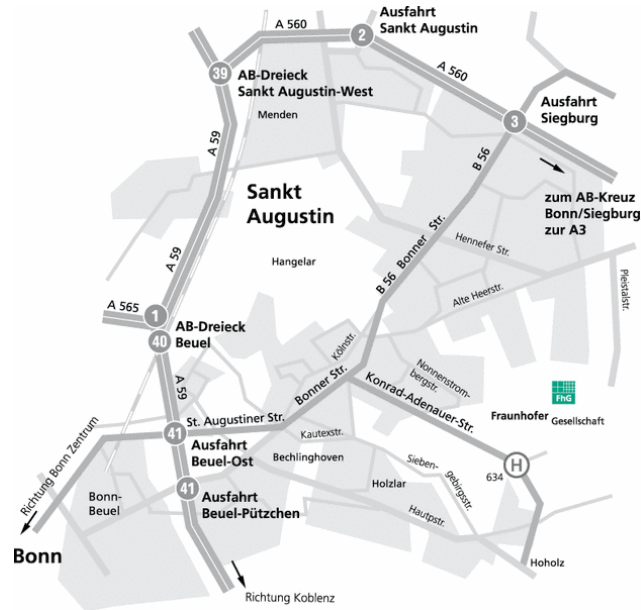 Ausfahrt
Sankt Augustin
A 560
2
39
AB-Dreieck
Sankt Augustin-West
A 560
Ausfahrt
Siegburg
Menden
3
A 59
B 56
zum AB-Kreuz
Bonn/Siegburg
zur A3
Sankt
Augustin
Hennefer Str.
A 59
Hangelar
B 56 Bonner Str.
Pleistalstr.
Alte Heerstr.
A 565
1
AB-Dreieck
Beuel
40
Kölnstr.
Nonnenstrom-
bergstr.
A 59
Bonner Str.
Konrad-Adenauer-Str.
FhG
Fraunhofer Gesellschaft
St. Augustiner Str.
41
Kautexstr.
Richtung Bonn Zentrum
Ausfahrt
Beuel-Ost
Bechlinghoven
Sieben-
gebirgsstr.
H
634
41
Ausfahrt
Beuel-Pützchen
Bonn-
Beuel
Holzlar
Hauptstr.
Bonn
Hoholz
Richtung Koblenz